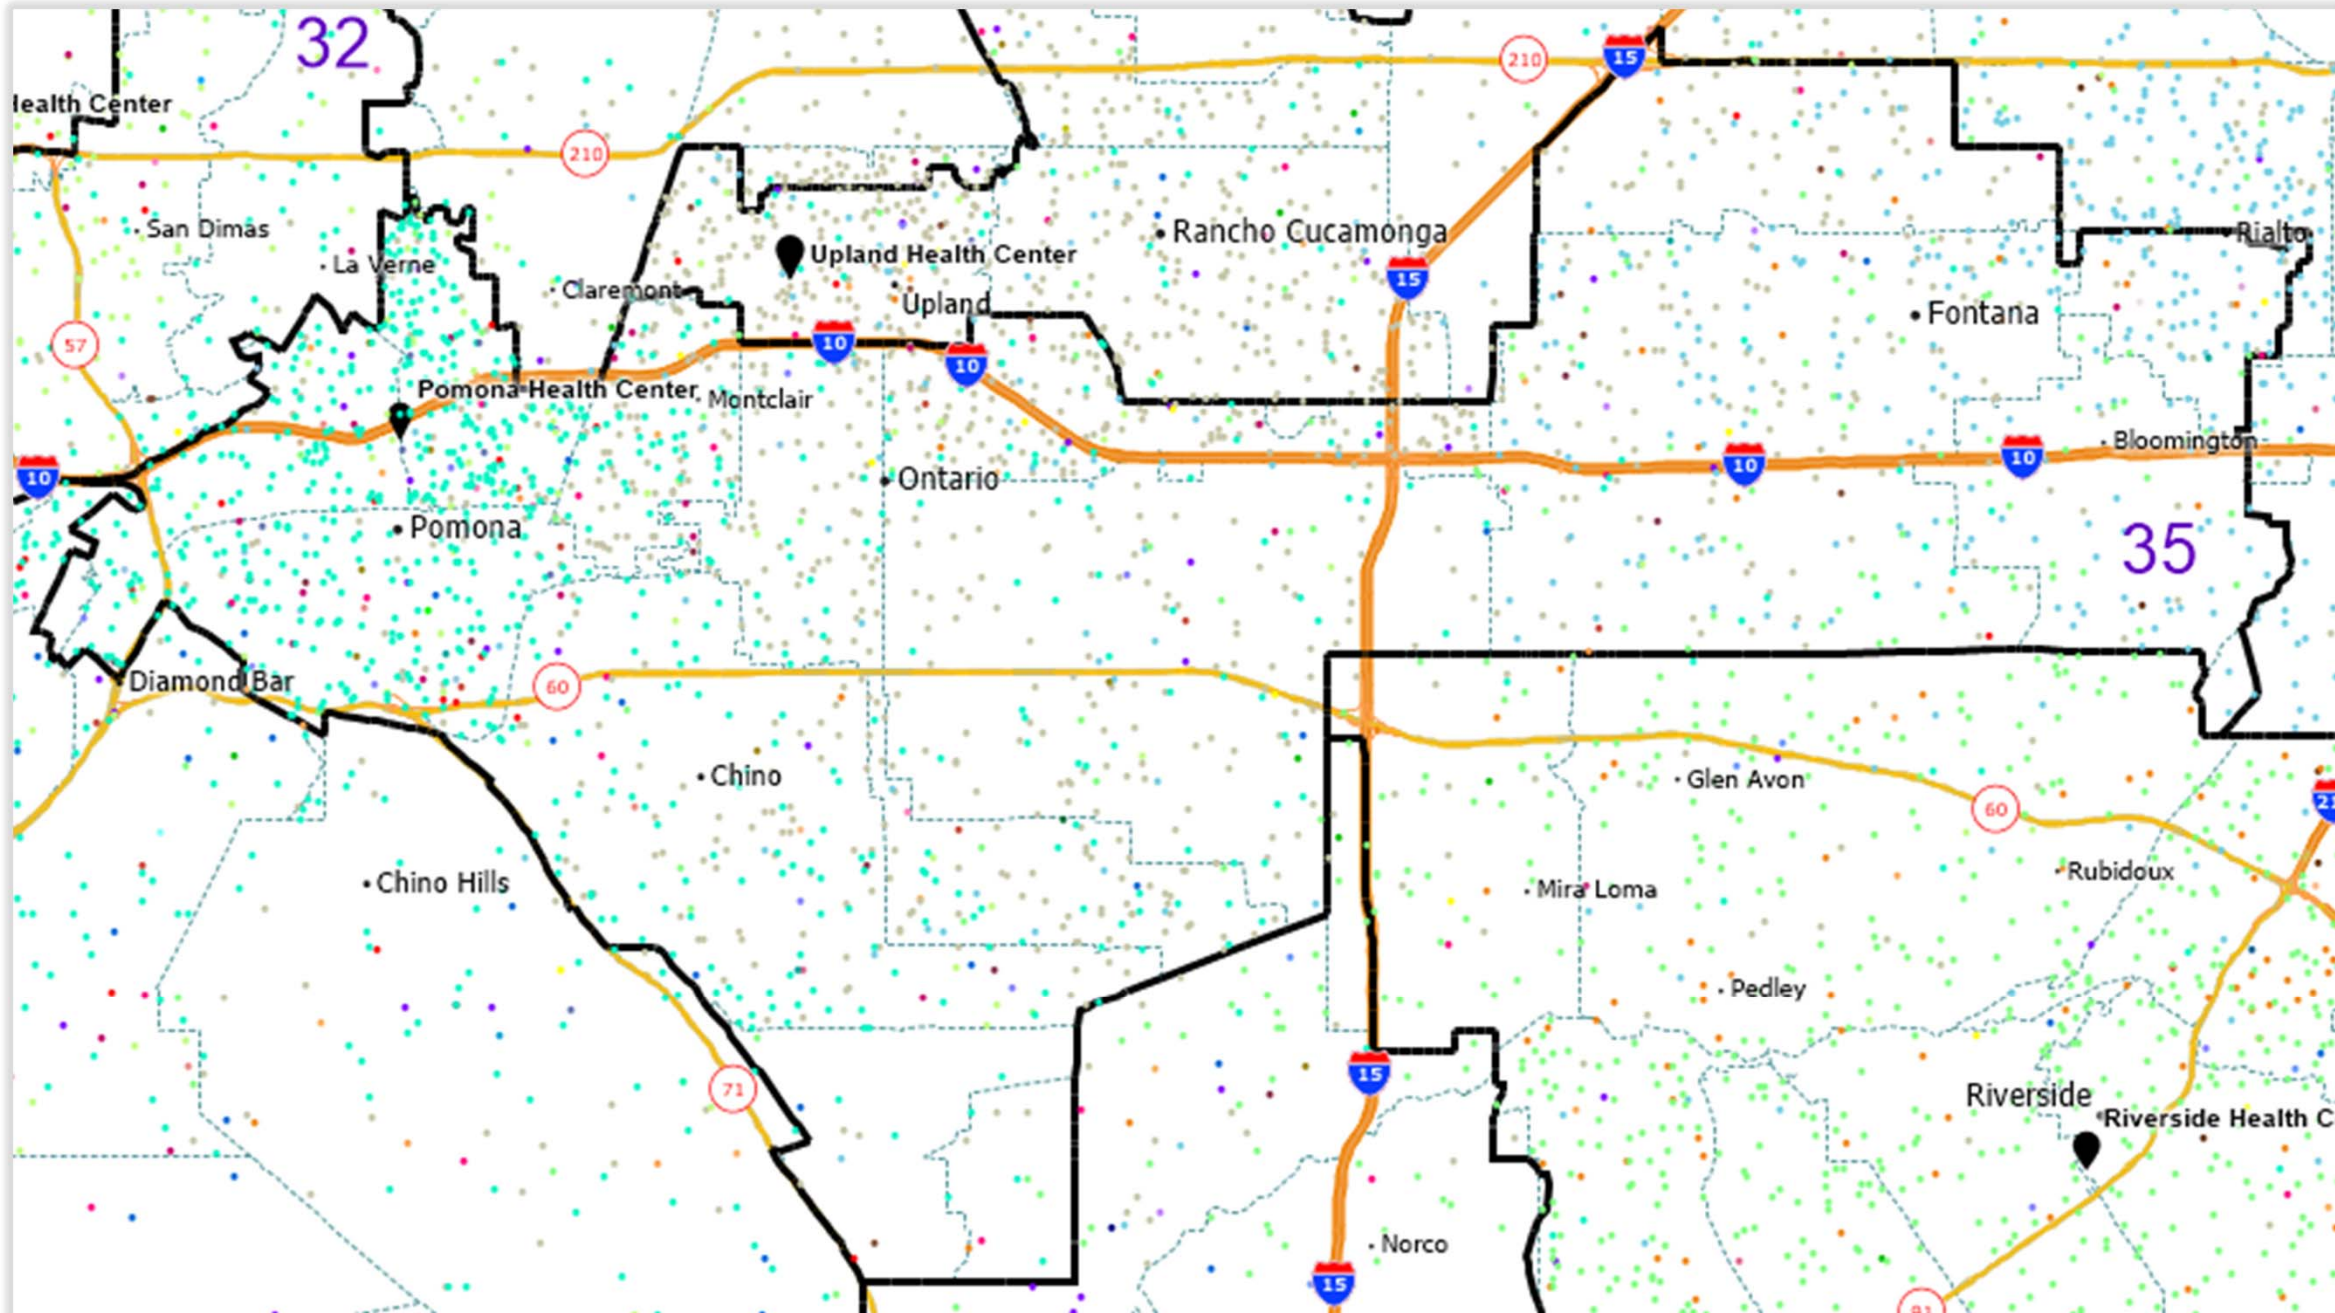 32
210
15
Health Center
210
San Dimas
La Verne
Claremont
Upland Health Center
Upland
Rancho Cucamonga
Rialto
15
57
10
10
Fontana
Pomona Health Center
Montclair
10
Ontario
10
10
Bloomington
Pomona
35
Diamond Bar
60
Chino
Glen Avon
60
21
Chino Hills
Mira Loma
Rubidoux
Pedley
71
15
Riverside
Riverside Health C
Norco
15
91